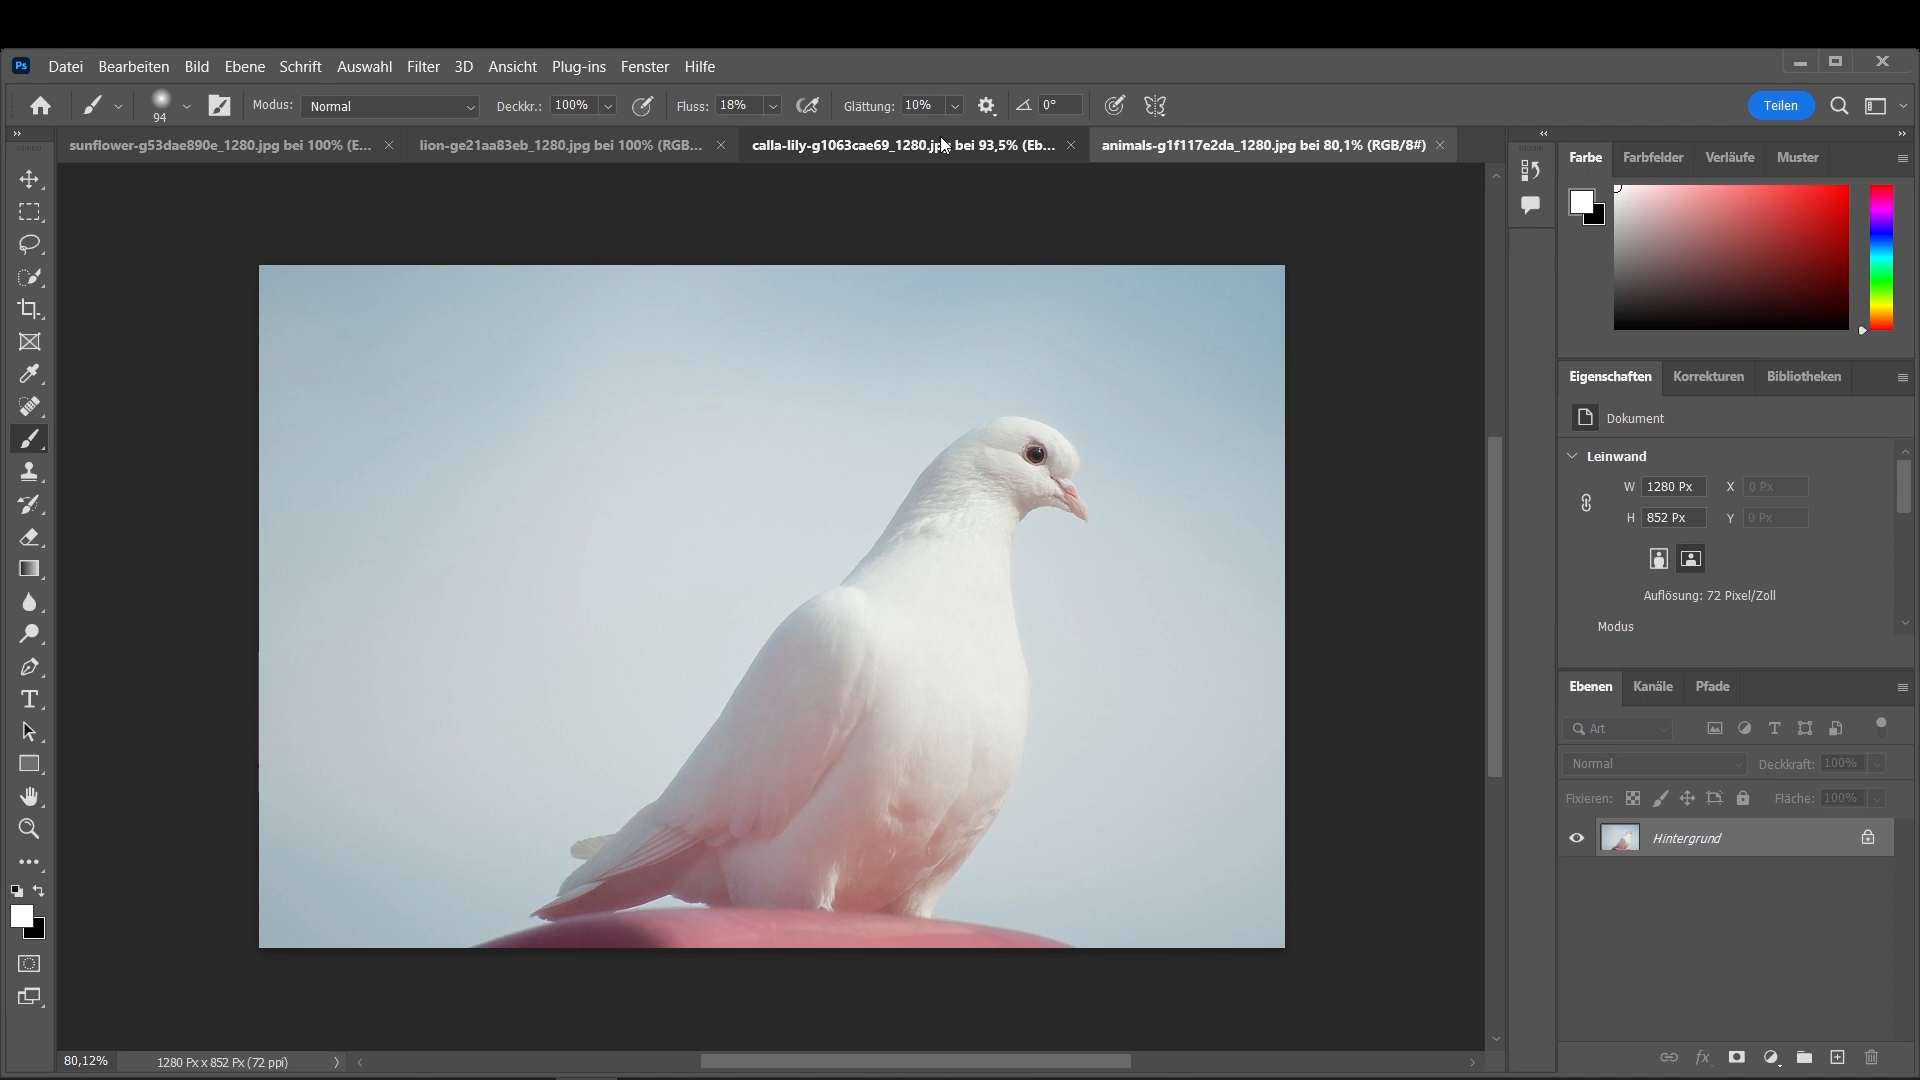 Ps Datei Bearbeiten Bild Ebene Schrift Auswahl Filter 3D Ansicht Plug-ins Fenster Hilfe
94 Modus: Normal Deckkr.: 100% Fluss: 18% Glättung: 10% 0° Teilen
sunflower-g53dae890e_1280.jpg bei 100% (E... lion-ge21aa83eb_1280.jpg bei 100% (RGB... calla-lily-g1063cae69_1280.jpg bei 93,5% (Eb... animals-g1f117e2da_1280.jpg bei 80,1% (RGB/8#)
Farbe Farbfelder Verläufe Muster
Eigenschaften Korrekturen Bibliotheken
Dokument
Leinwand
W 1280 Px X 0 Px
H 852 Px Y 0 Px
Auflösung: 72 Pixel/Zoll
Modus
Ebenen Kanäle Pfade
Art
Normal Deckkraft: 100%
Fixieren: Fläche: 100%
Hintergrund
fx
80,12% 1280 Px x 852 Px (72 ppi)